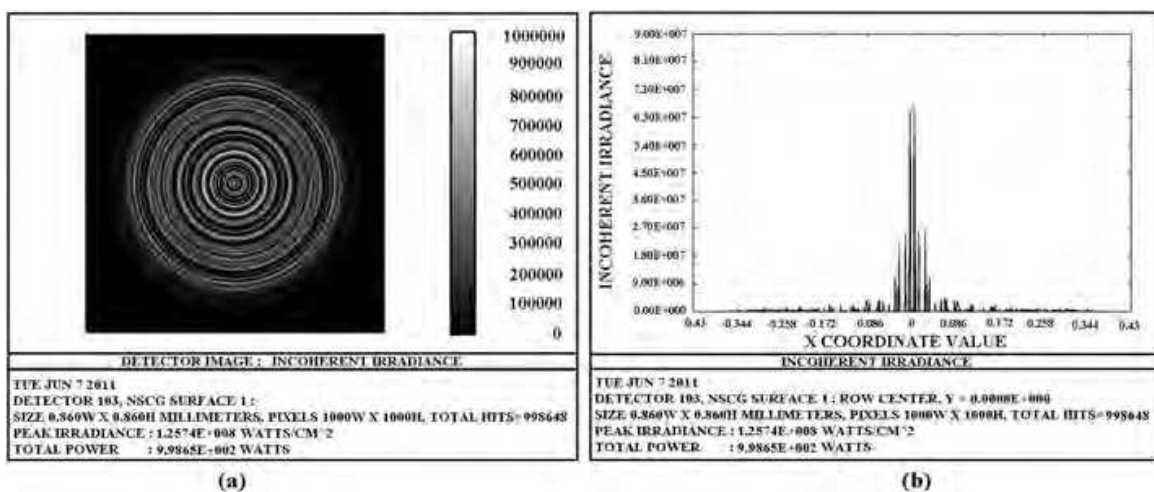 1000000
900000
800000
700000
600000
500000
400000
300000
200000
100000
0
DETECTOR IMAGE : INCOHERENT IRRADIANCE
TUE JUN 7 2011
DETECTOR 103, NSCG SURFACE 1 :
SIZE 0.860W X 0.860H MILLIMETERS, PIXELS 1000W X 1000H, TOTAL HITS=998648
PEAK IRRADIANCE : 1.2574E+008 WATTS/CM^2
TOTAL POWER : 9.9865E+002 WATTS
(a)
INCOHERENT IRRADIANCE
9.00E+007
8.10E+007
7.20E+007
6.30E+007
5.40E+007
4.50E+007
3.60E+007
2.70E+007
1.80E+007
9.00E+006
0.00E+000
0.43 -0.344 -0.258 -0.172 -0.086 0 0.086 0.172 0.258 0.344 0.43
X COORDINATE VALUE
INCOHERENT IRRADIANCE
TUE JUN 7 2011
DETECTOR 103, NSCG SURFACE 1 : ROW CENTER, Y = 0.0000E+000
SIZE 0.860W X 0.860H MILLIMETERS, PIXELS 1000W X 1000H, TOTAL HITS=998648
PEAK IRRADIANCE : 1.2574E+008 WATTS/CM^2
TOTAL POWER : 9.9865E+002 WATTS
(b)